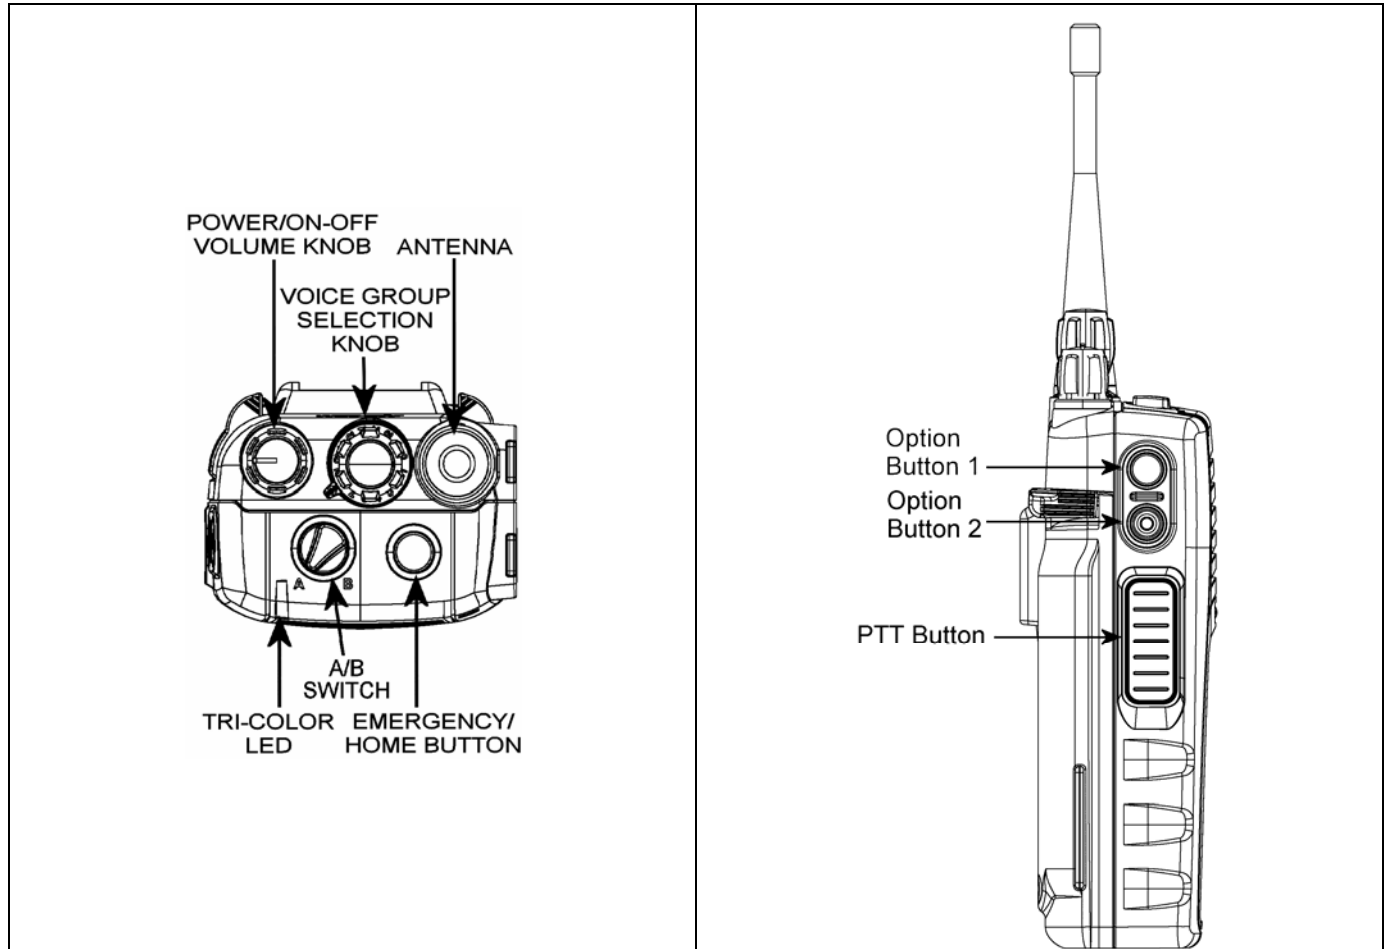 POWER/ON-OFF
VOLUME KNOB
ANTENNA
VOICE GROUP
SELECTION
KNOB
A
B
A/B
SWITCH
TRI-COLOR
LED
EMERGENCY/
HOME BUTTON
Option
Button 1
Option
Button 2
PTT Button